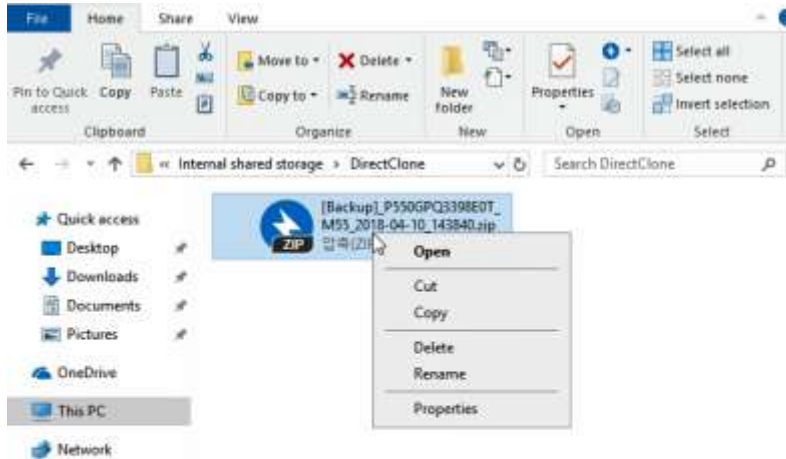 File Home Share View
Pin to Quick access
Copy
Paste
Move to
Copy to
Delete
Rename
New folder
Properties
Select all
Select none
Invert selection
Clipboard Organize New Open Select
« Internal shared storage › DirectClone
Search DirectClone
Quick access
Desktop
Downloads
Documents
Pictures
OneDrive
This PC
Network
[Backup]_P550GPQ3398E0T_
M55_2018-04-10_143840.zip
압축(ZIP
ZIP
Open
Cut
Copy
Delete
Rename
Properties